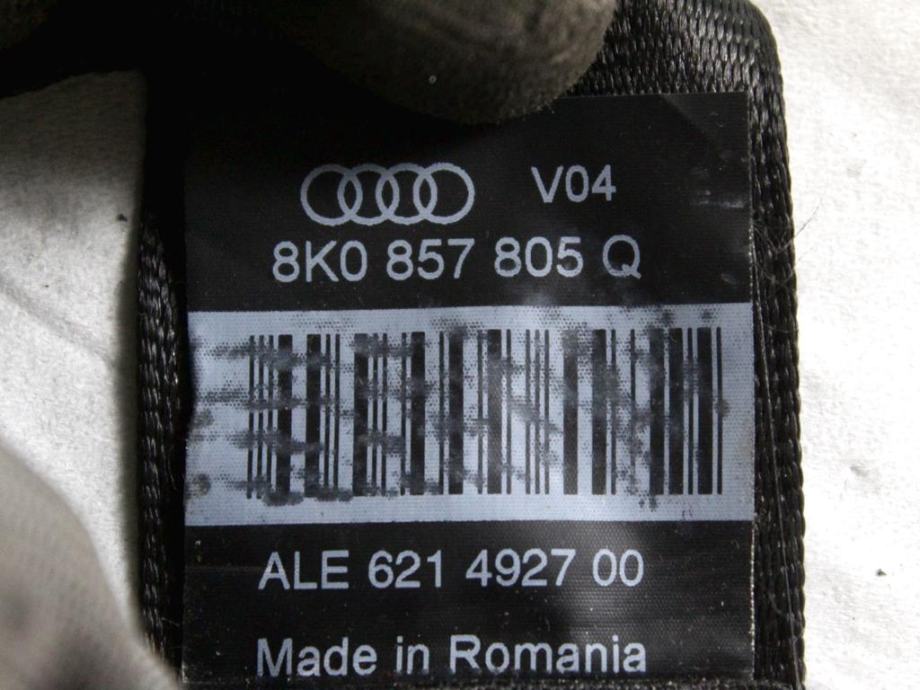 V04
8K0 857 805 Q
ALE 621 4927 00
Made in Romania